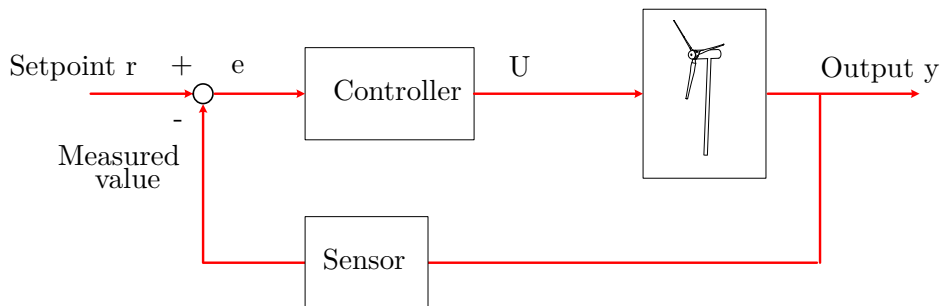 Setpoint r
+
e
U
Output y
Controller
-
Measured
value
Sensor